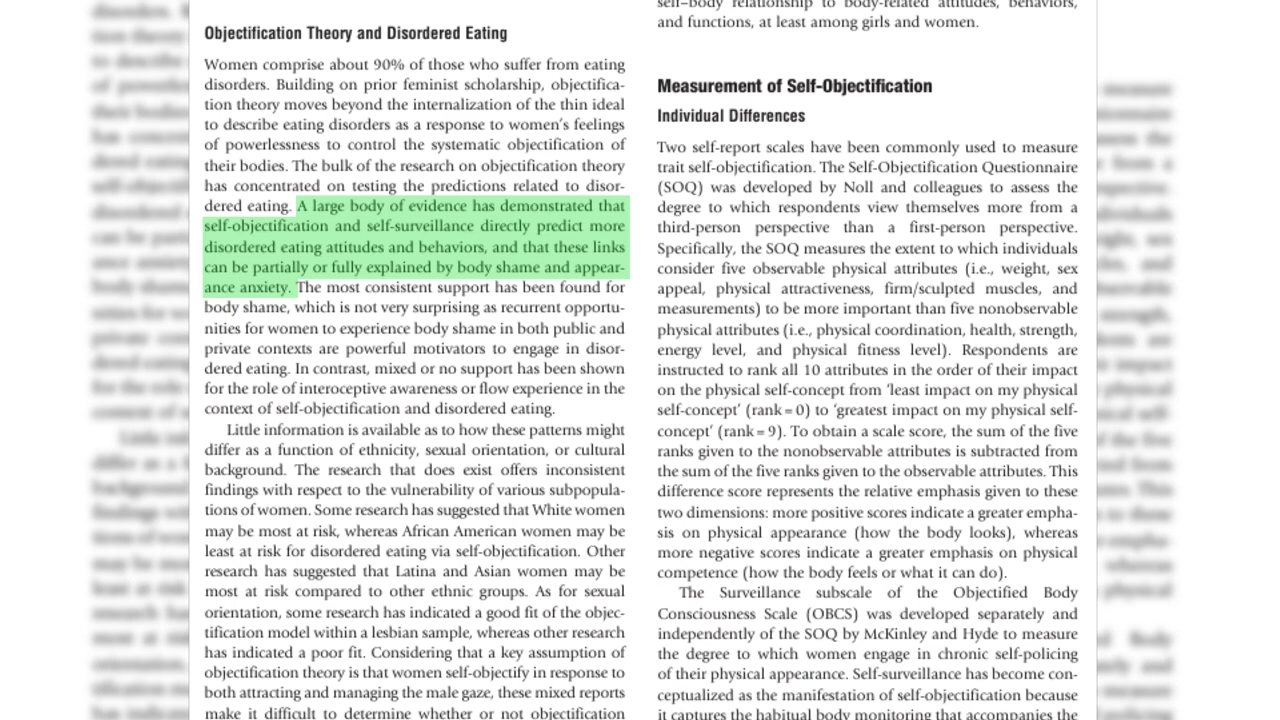 Objectification Theory and Disordered Eating
Women comprise about 90% of those who suffer from eating
disorders. Building on prior feminist scholarship, objectifica-
tion theory moves beyond the internalization of the thin ideal
to describe eating disorders as a response to women's feelings
of powerlessness to control the systematic objectification of
their bodies. The bulk of the research on objectification theory
has concentrated on testing the predictions related to disor-
dered eating. A large body of evidence has demonstrated that
self-objectification and self-surveillance directly predict more
disordered eating attitudes and behaviors, and that these links
can be partially or fully explained by body shame and appear-
ance anxiety. The most consistent support has been found for
body shame, which is not very surprising as recurrent opportu-
nities for women to experience body shame in both public and
private contexts are powerful motivators to engage in disor-
dered eating. In contrast, mixed or no support has been shown
for the role of interoceptive awareness or flow experience in the
context of self-objectification and disordered eating.
Little information is available as to how these patterns might
differ as a function of ethnicity, sexual orientation, or cultural
background. The research that does exist offers inconsistent
findings with respect to the vulnerability of various subpopula-
tions of women. Some research has suggested that White women
may be most at risk, whereas African American women may be
least at risk for disordered eating via self-objectification. Other
research has suggested that Latina and Asian women may be
most at risk compared to other ethnic groups. As for sexual
orientation, some research has indicated a good fit of the objec-
tification model within a lesbian sample, whereas other research
has indicated a poor fit. Considering that a key assumption of
objectification theory is that women self-objectify in response to
both attracting and managing the male gaze, these mixed reports
make it difficult to determine whether or not objectification
self–body relationship to body-related attitudes, behaviors,
and functions, at least among girls and women.
Measurement of Self-Objectification
Individual Differences
Two self-report scales have been commonly used to measure
trait self-objectification. The Self-Objectification Questionnaire
(SOQ) was developed by Noll and colleagues to assess the
degree to which respondents view themselves more from a
third-person perspective than a first-person perspective.
Specifically, the SOQ measures the extent to which individuals
consider five observable physical attributes (i.e., weight, sex
appeal, physical attractiveness, firm/sculpted muscles, and
measurements) to be more important than five nonobservable
physical attributes (i.e., physical coordination, health, strength,
energy level, and physical fitness level). Respondents are
instructed to rank all 10 attributes in the order of their impact
on the physical self-concept from 'least impact on my physical
self-concept' (rank = 0) to 'greatest impact on my physical self-
concept' (rank = 9). To obtain a scale score, the sum of the five
ranks given to the nonobservable attributes is subtracted from
the sum of the five ranks given to the observable attributes. This
difference score represents the relative emphasis given to these
two dimensions: more positive scores indicate a greater empha-
sis on physical appearance (how the body looks), whereas
more negative scores indicate a greater emphasis on physical
competence (how the body feels or what it can do).
The Surveillance subscale of the Objectified Body
Consciousness Scale (OBCS) was developed separately and
independently of the SOQ by McKinley and Hyde to measure
the degree to which women engage in chronic self-policing
of their physical appearance. Self-surveillance has become con-
ceptualized as the manifestation of self-objectification because
it captures the habitual body monitoring that accompanies the